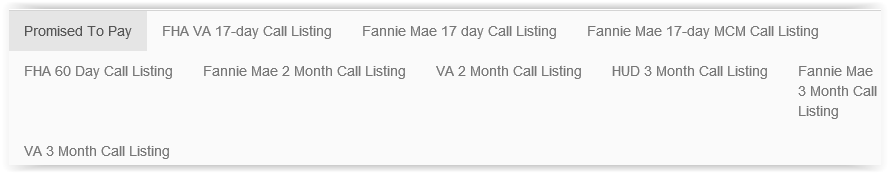 Promised To Pay FHA VA 17-day Call Listing Fannie Mae 17 day Call Listing Fannie Mae 17-day MCM Call Listing
FHA 60 Day Call Listing Fannie Mae 2 Month Call Listing VA 2 Month Call Listing HUD 3 Month Call Listing Fannie Mae
3 Month Call
Listing
VA 3 Month Call Listing